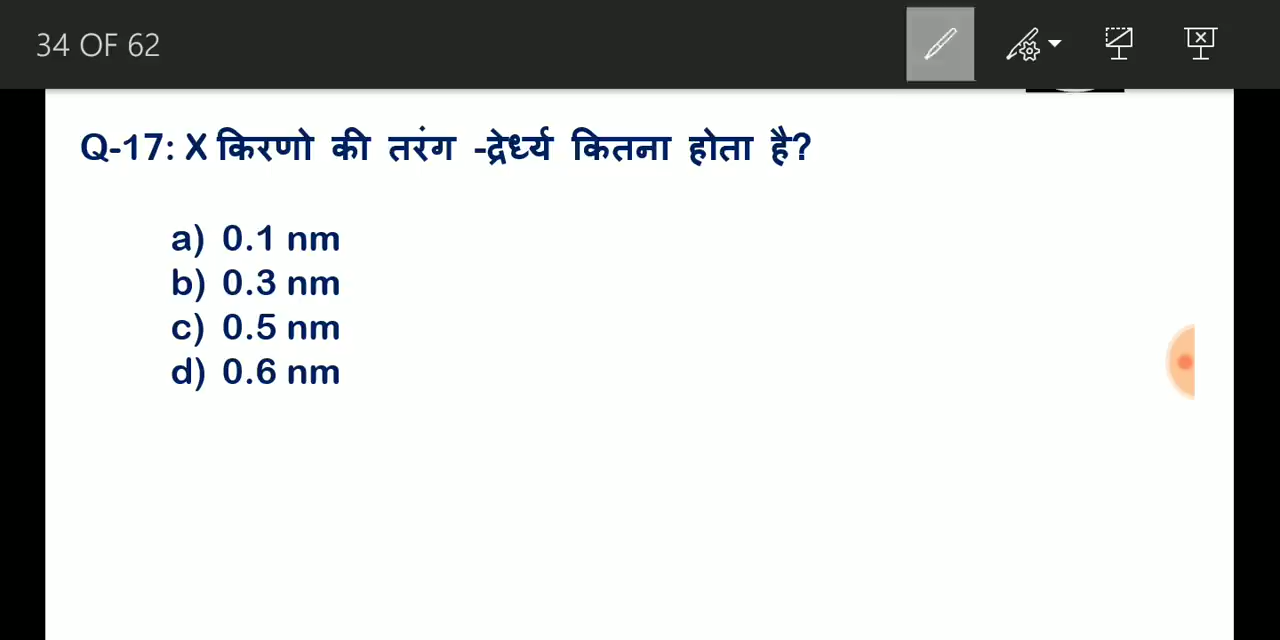 34 OF 62
Q-17: X किरणो की तरंग -द्रेर्ध्य कितना होता है?
a) 0.1 nm
b) 0.3 nm
c) 0.5 nm
d) 0.6 nm